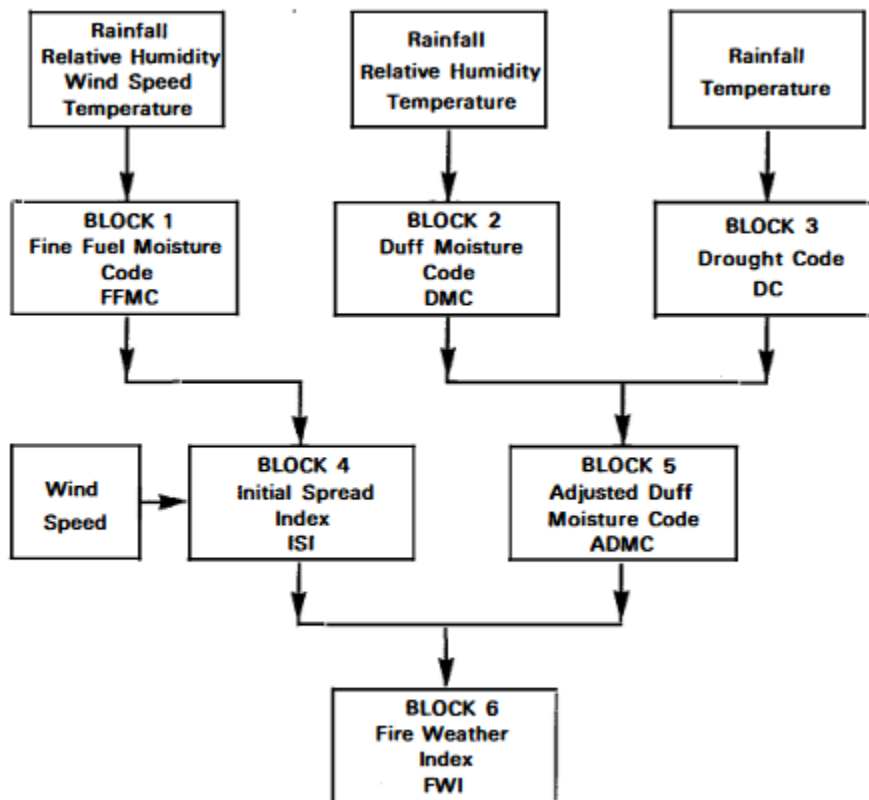 Rainfall
Relative Humidity
Wind Speed
Temperature
Rainfall
Relative Humidity
Temperature
Rainfall
Temperature
BLOCK 1
Fine Fuel Moisture
Code
FFMC
BLOCK 2
Duff Moisture
Code
DMC
BLOCK 3
Drought Code
DC
Wind
Speed
BLOCK 4
Initial Spread
Index
ISI
BLOCK 5
Adjusted Duff
Moisture Code
ADMC
BLOCK 6
Fire Weather
Index
FWI